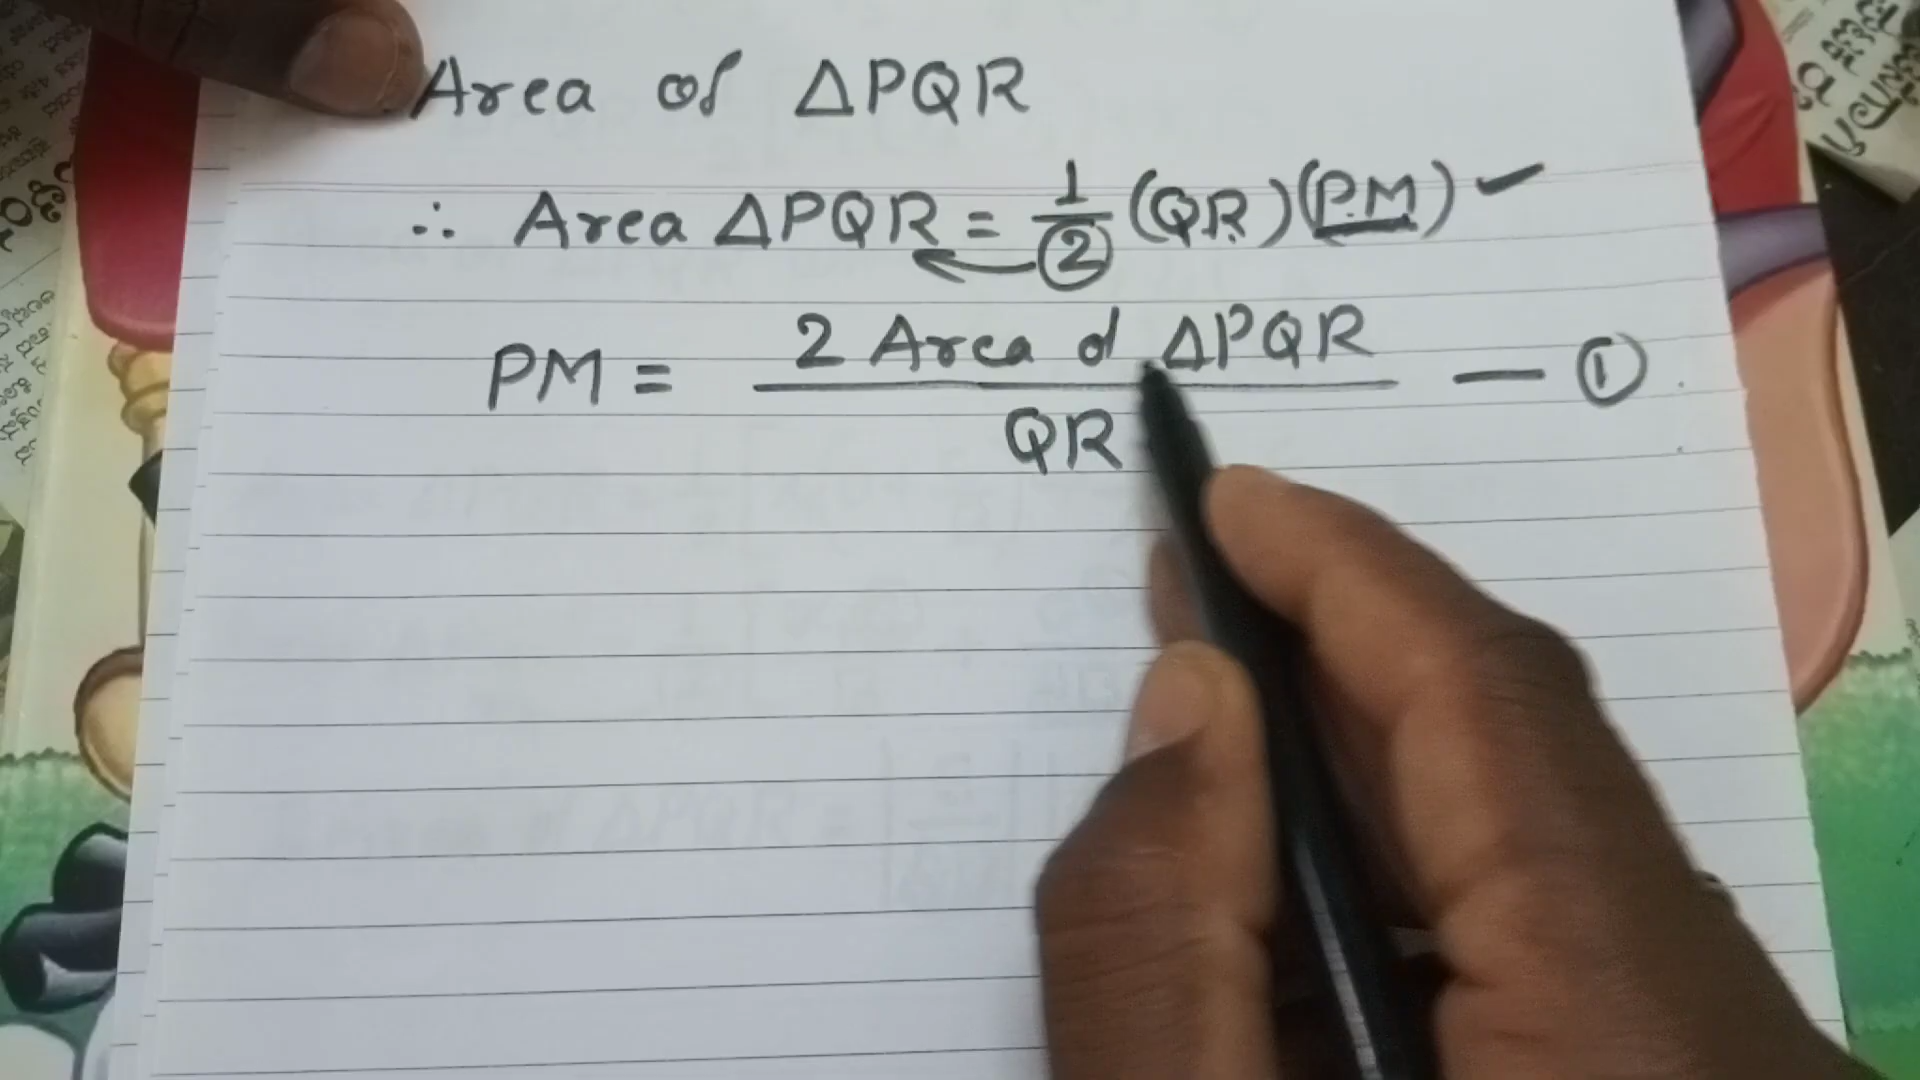 Area of ΔPQR
∴ Area ΔPQR = 1/2 (QR)(PM)
PM = 2 Area of ΔPQR / QR — ①